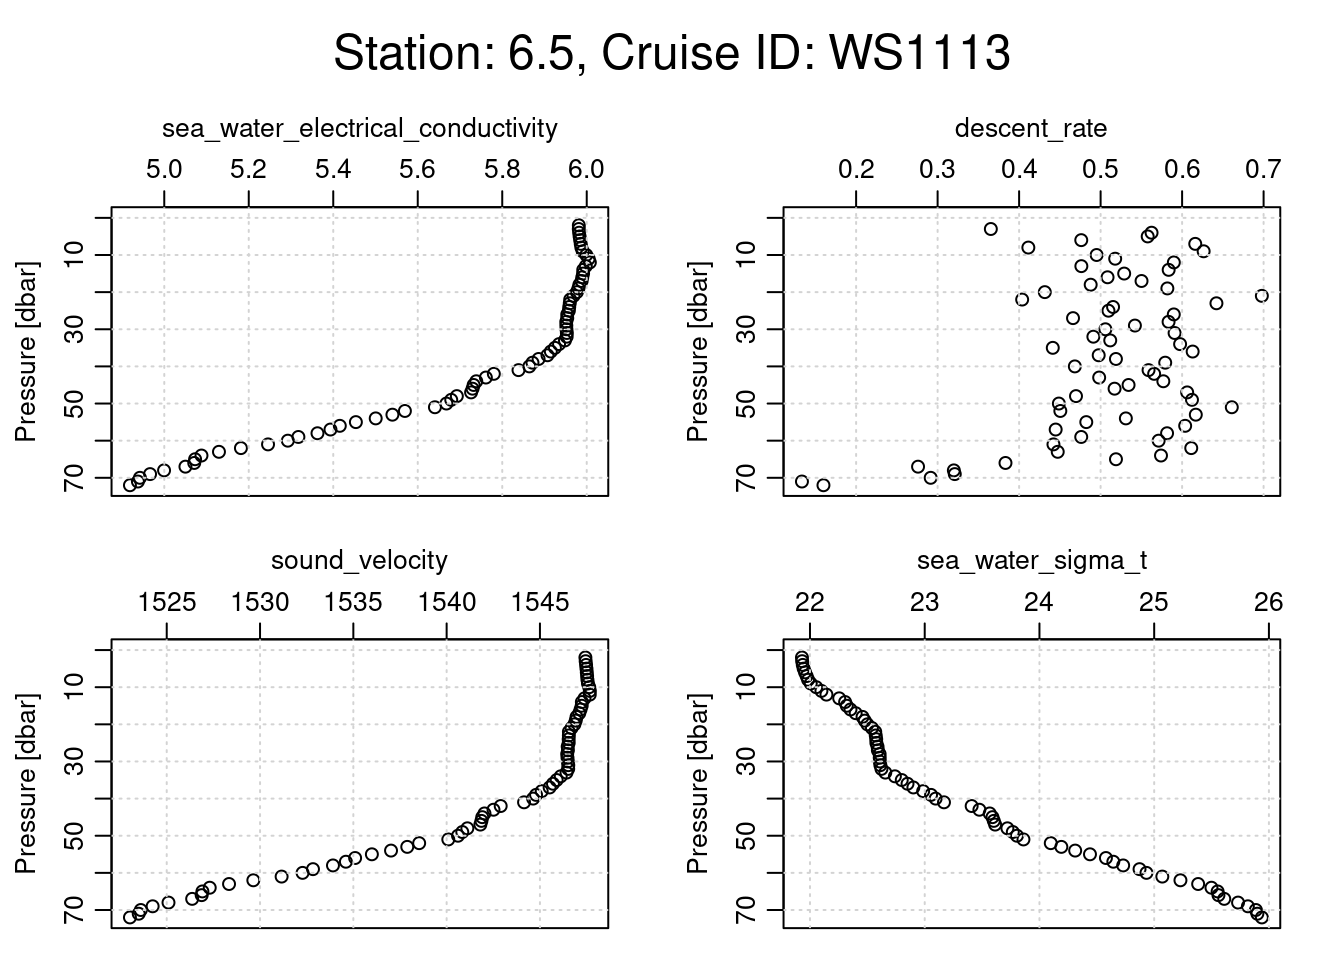 Station: 6.5, Cruise ID: WS1113
sea_water_electrical_conductivity
5.0 5.2 5.4 5.6 5.8 6.0
Pressure [dbar]
10
30
50
70
descent_rate
0.2 0.3 0.4 0.5 0.6 0.7
Pressure [dbar]
10
30
50
70
sound_velocity
1525 1530 1535 1540 1545
Pressure [dbar]
10
30
50
70
sea_water_sigma_t
22 23 24 25 26
Pressure [dbar]
10
30
50
70